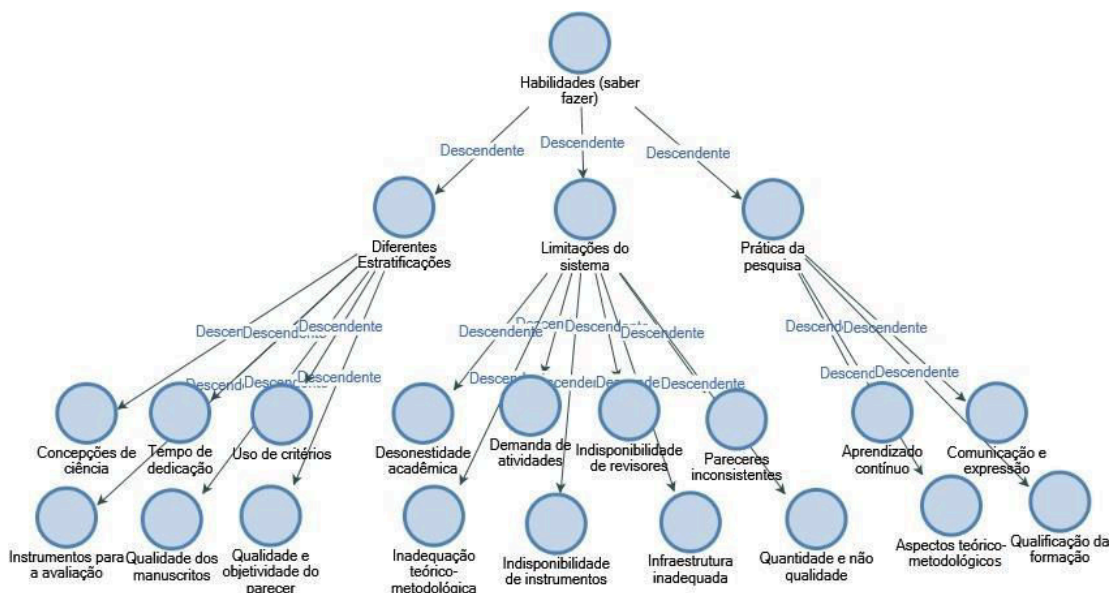 Habilidades (saber
fazer)
Descendente
Descendente
Descendente
Diferentes
Estratificações
Limitações do
sistema
Prática da
pesquisa
Descendente
Descendente
Descendente
Descendente
Descendente
Descendente
Descendente
Descendente
Concepções de
ciência
Tempo de
dedicação
Uso de critérios
Desonestidade
acadêmica
Demanda de
atividades
Indisponibilidade
de revisores
Pareceres
inconsistentes
Aprendizado
contínuo
Comunicação e
expressão
Instrumentos para
a avaliação
Qualidade dos
manuscritos
Qualidade e
objetividade do
parecer
Inadequação
teórico-
metodológica
Indisponibilidade
de instrumentos
Infraestrutura
inadequada
Quantidade e não
qualidade
Aspectos teórico-
metodológicos
Qualificação da
formação